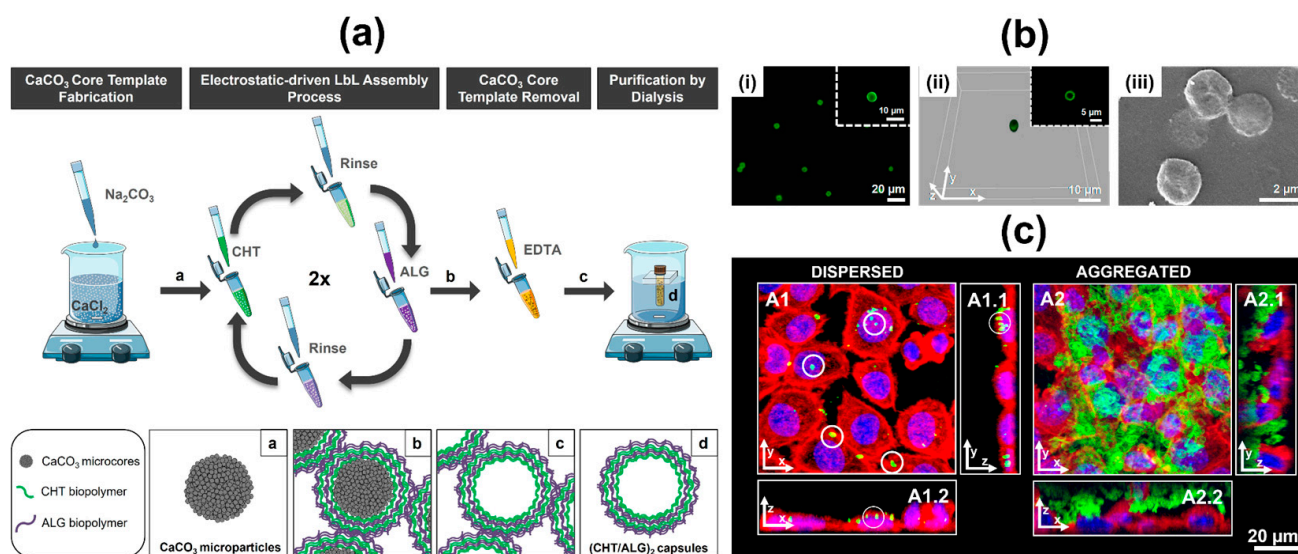 (a)
CaCO₃ Core Template
Fabrication
Electrostatic-driven LbL Assembly
Process
CaCO₃ Core
Template Removal
Purification by
Dialysis
Na₂CO₃
CaCl₂
a
CHT
Rinse
2x
ALG
Rinse
b
EDTA
c
d
CaCO₃ microcores
CHT biopolymer
ALG biopolymer
a
CaCO₃ microparticles
b
c
d
(CHT/ALG)₂ capsules
(b)
(i)
10 µm
20 µm
(ii)
5 µm
z
y
x
10 µm
(iii)
2 µm
(c)
DISPERSED
AGGREGATED
A1
y
x
A1.1
y
z
A1.2
z
x
A2
y
x
A2.1
y
z
A2.2
z
x
20 µm